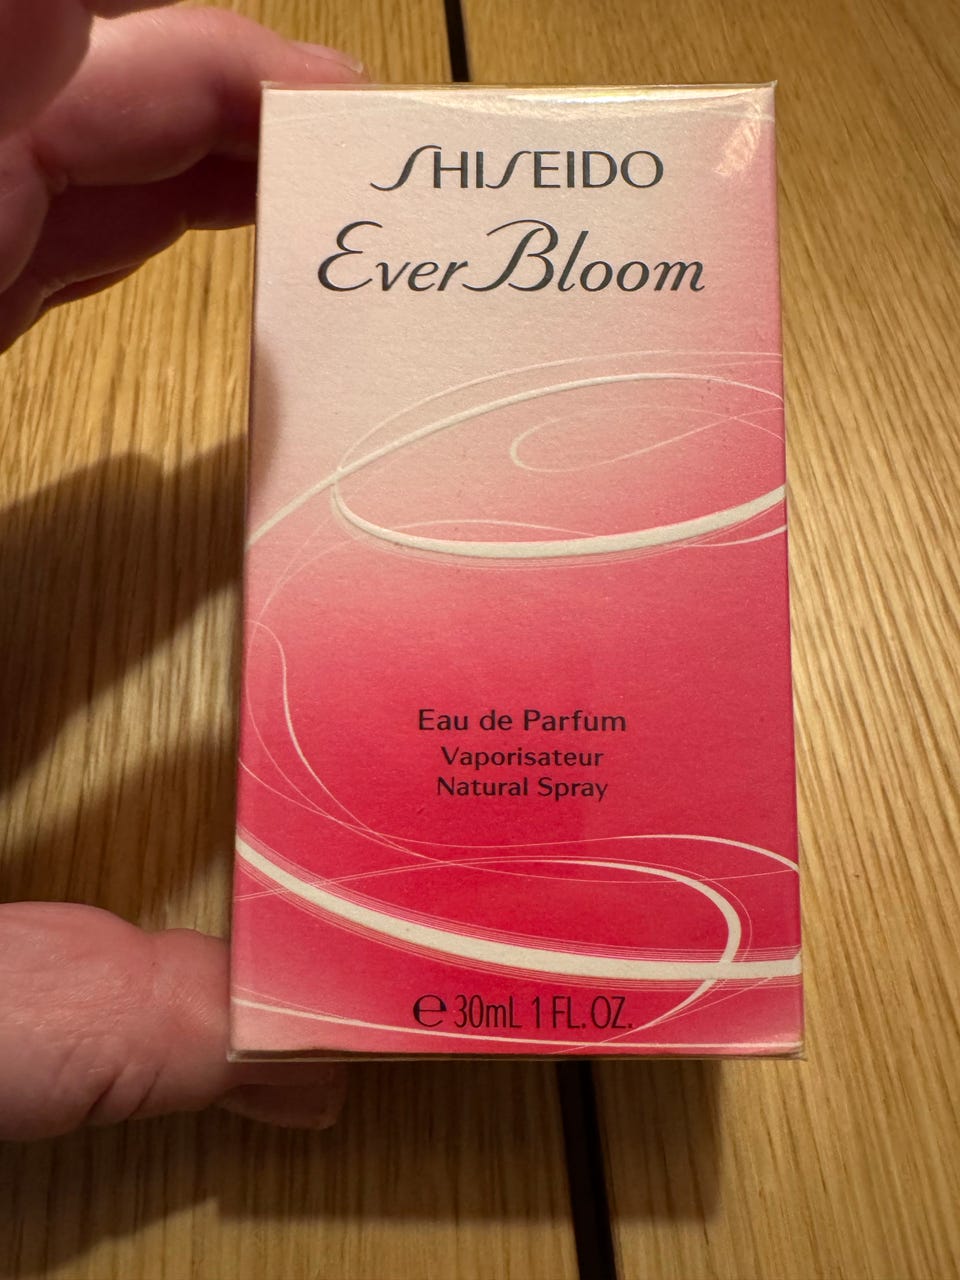 SHISEIDO
Ever Bloom
Eau de Parfum
Vaporisateur
Natural Spray
℮ 30mL 1 FL. OZ.